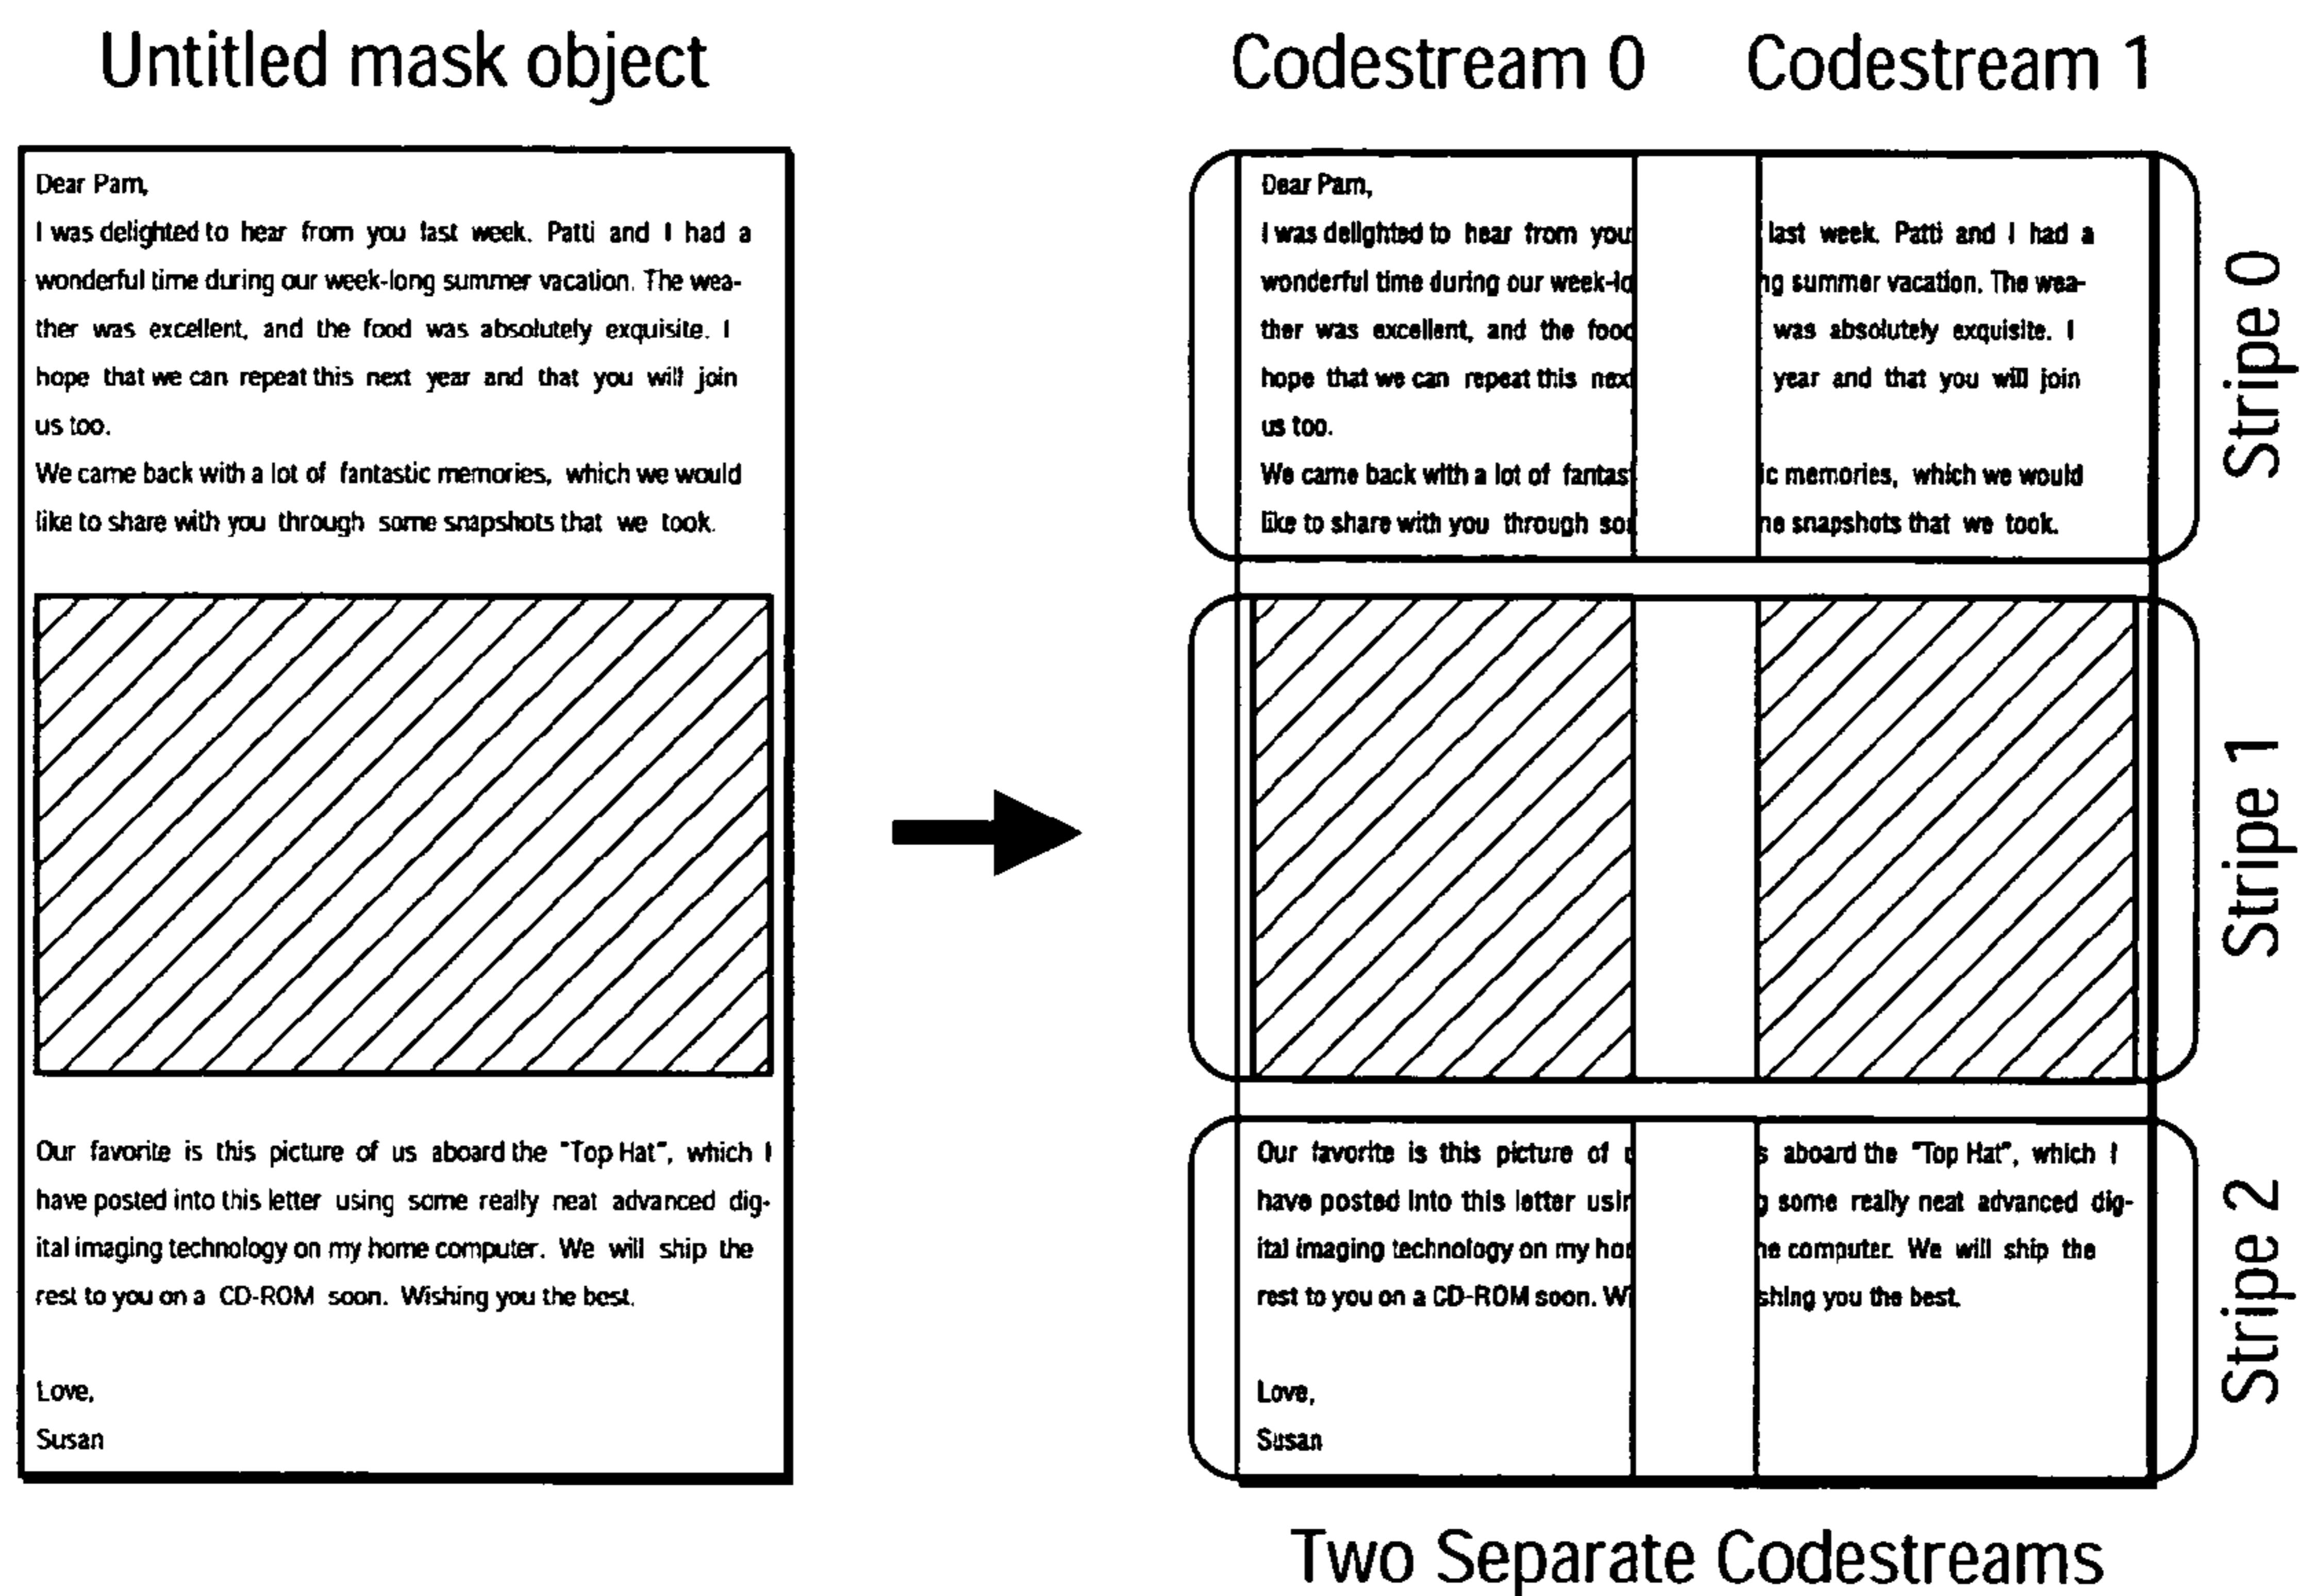 Untitled mask object
Dear Pam,
I was delighted to hear from you last week. Patti and I had a
wonderful time during our week-long summer vacation. The wea-
ther was excellent, and the food was absolutely exquisite. I
hope that we can repeat this next year and that you will join
us too.
We came back with a lot of fantastic memories, which we would
like to share with you through some snapshots that we took.
Our favorite is this picture of us aboard the "Top Hat", which I
have posted into this letter using some really neat advanced dig-
ital imaging technology on my home computer. We will ship the
rest to you on a CD-ROM soon. Wishing you the best.
Love,
Susan
Codestream 0
Dear Pam,
I was delighted to hear from you
wonderful time during our week-lo
ther was excellent, and the food
hope that we can repeat this nex
us too.
We came back with a lot of fantas
like to share with you through so
Our favorite is this picture of
have posted into this letter usin
ital imaging technology on my ho
rest to you on a CD-ROM soon. Wi
Love,
Susan
Codestream 1
last week. Patti and I had a
ng summer vacation. The wea-
was absolutely exquisite. I
year and that you will join
ic memories, which we would
ne snapshots that we took.
s aboard the "Top Hat", which I
g some really neat advanced dig-
ne computer. We will ship the
shing you the best.
Stripe 0
Stripe 1
Stripe 2
Two Separate Codestreams